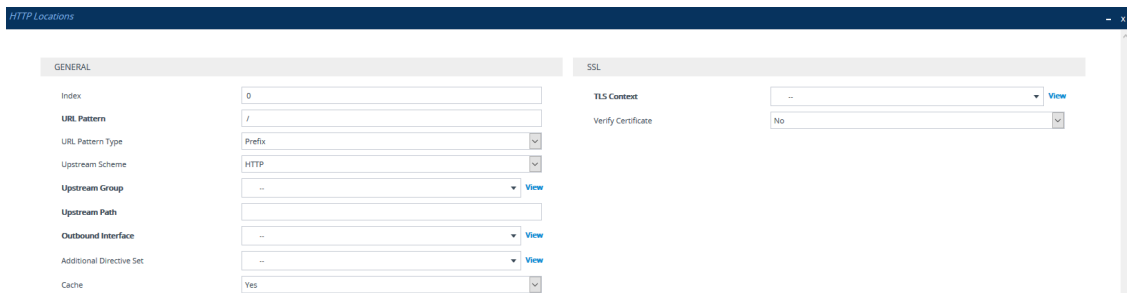 HTTP Locations
– x
GENERAL
Index 0
URL Pattern /
URL Pattern Type Prefix
Upstream Scheme HTTP
Upstream Group -- View
Upstream Path
Outbound Interface -- View
Additional Directive Set -- View
Cache Yes
SSL
TLS Context -- View
Verify Certificate No